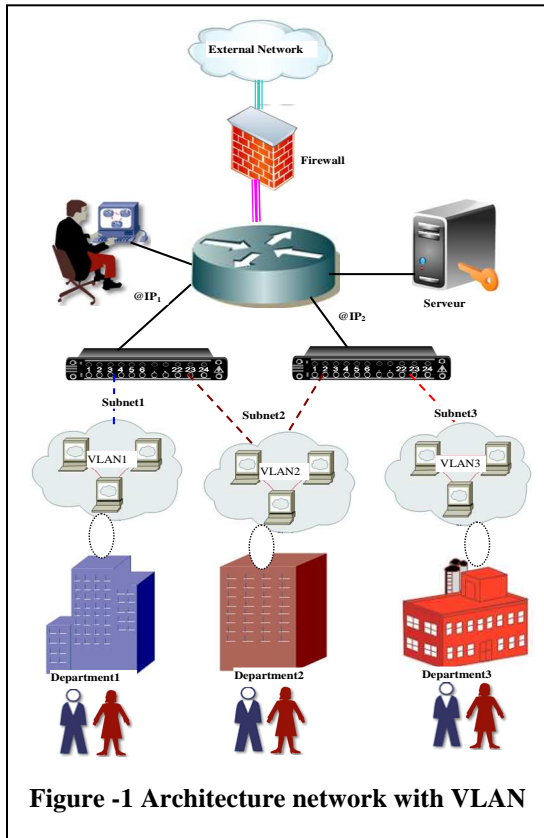 External Network
Firewall
Serveur
@IP₁
@IP₂
1 2 3 4 5 6 . . 22 23 24
1 2 3 4 5 6 . . 22 23 24
Subnet1
Subnet2
Subnet3
VLAN1
VLAN2
VLAN3
Department1
Department2
Department3
Figure -1 Architecture network with VLAN